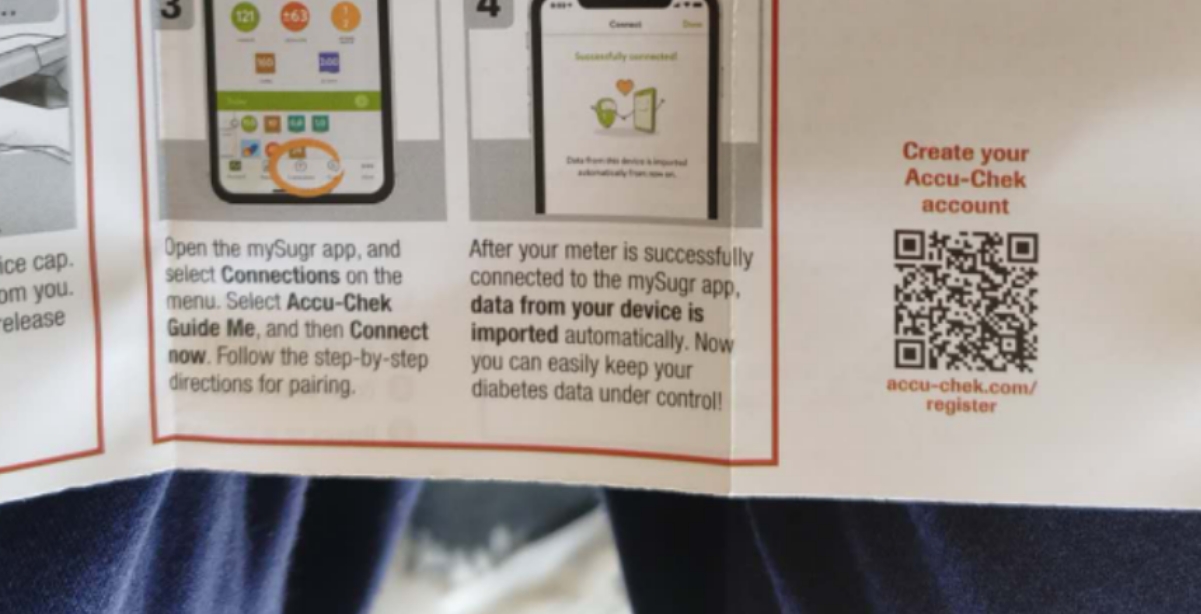 ...
ice cap.
om you.
release
3
121
163
1
2
160
Open the mySugr app, and
select Connections on the
menu. Select Accu-Chek
Guide Me, and then Connect
now. Follow the step-by-step
directions for pairing.
4
Connect
Done
Successfully connected!
Data from this device is imported
automatically from now on.
After your meter is successfully
connected to the mySugr app,
data from your device is
imported automatically. Now
you can easily keep your
diabetes data under control!
Create your
Accu-Chek
account
accu-chek.com/
register